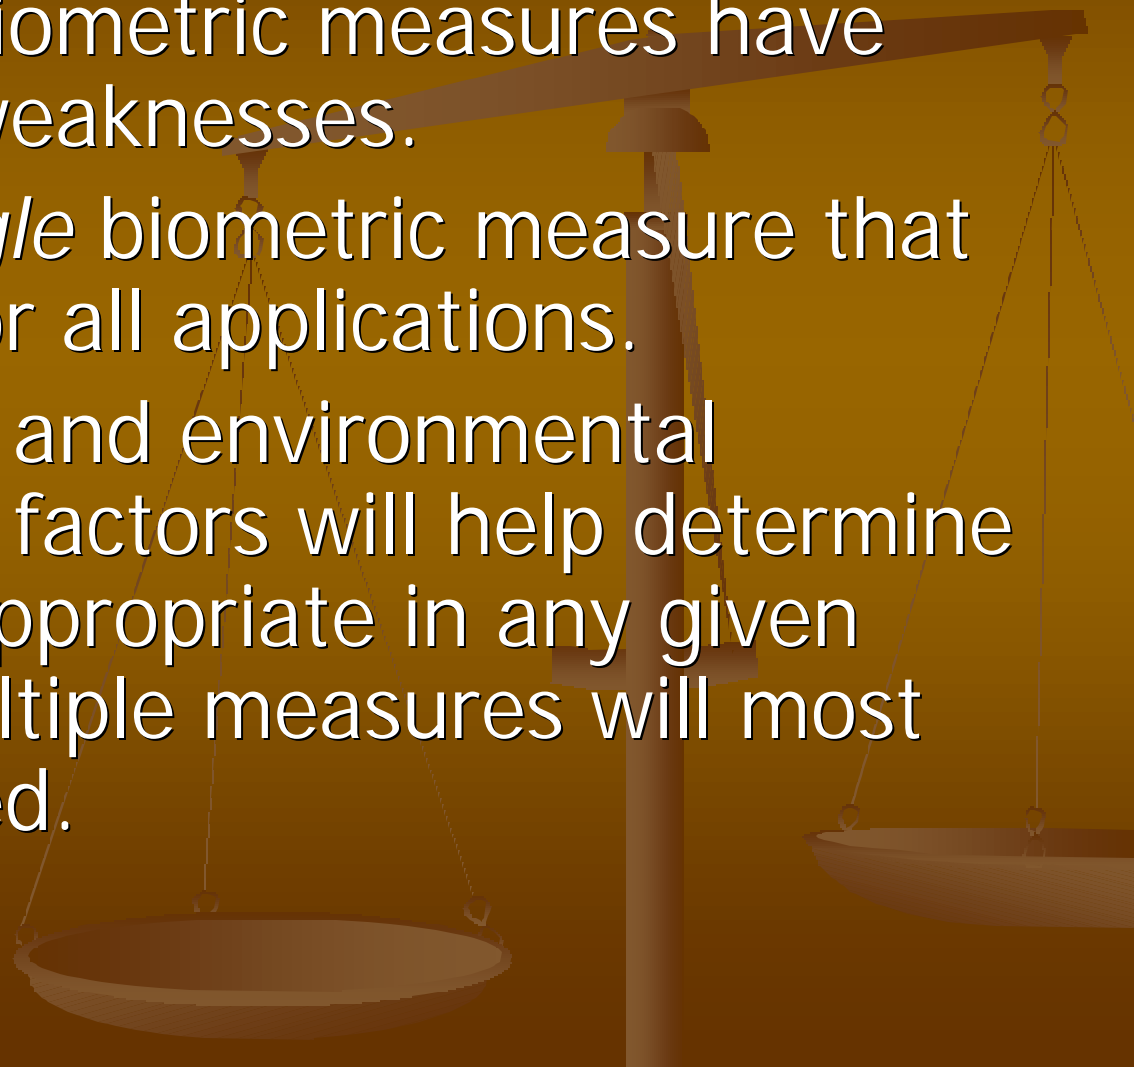 iometric measures have
weaknesses.
gle biometric measure that
or all applications.
and environmental
factors will help determine
ppropriate in any given
ltiple measures will most
ed.